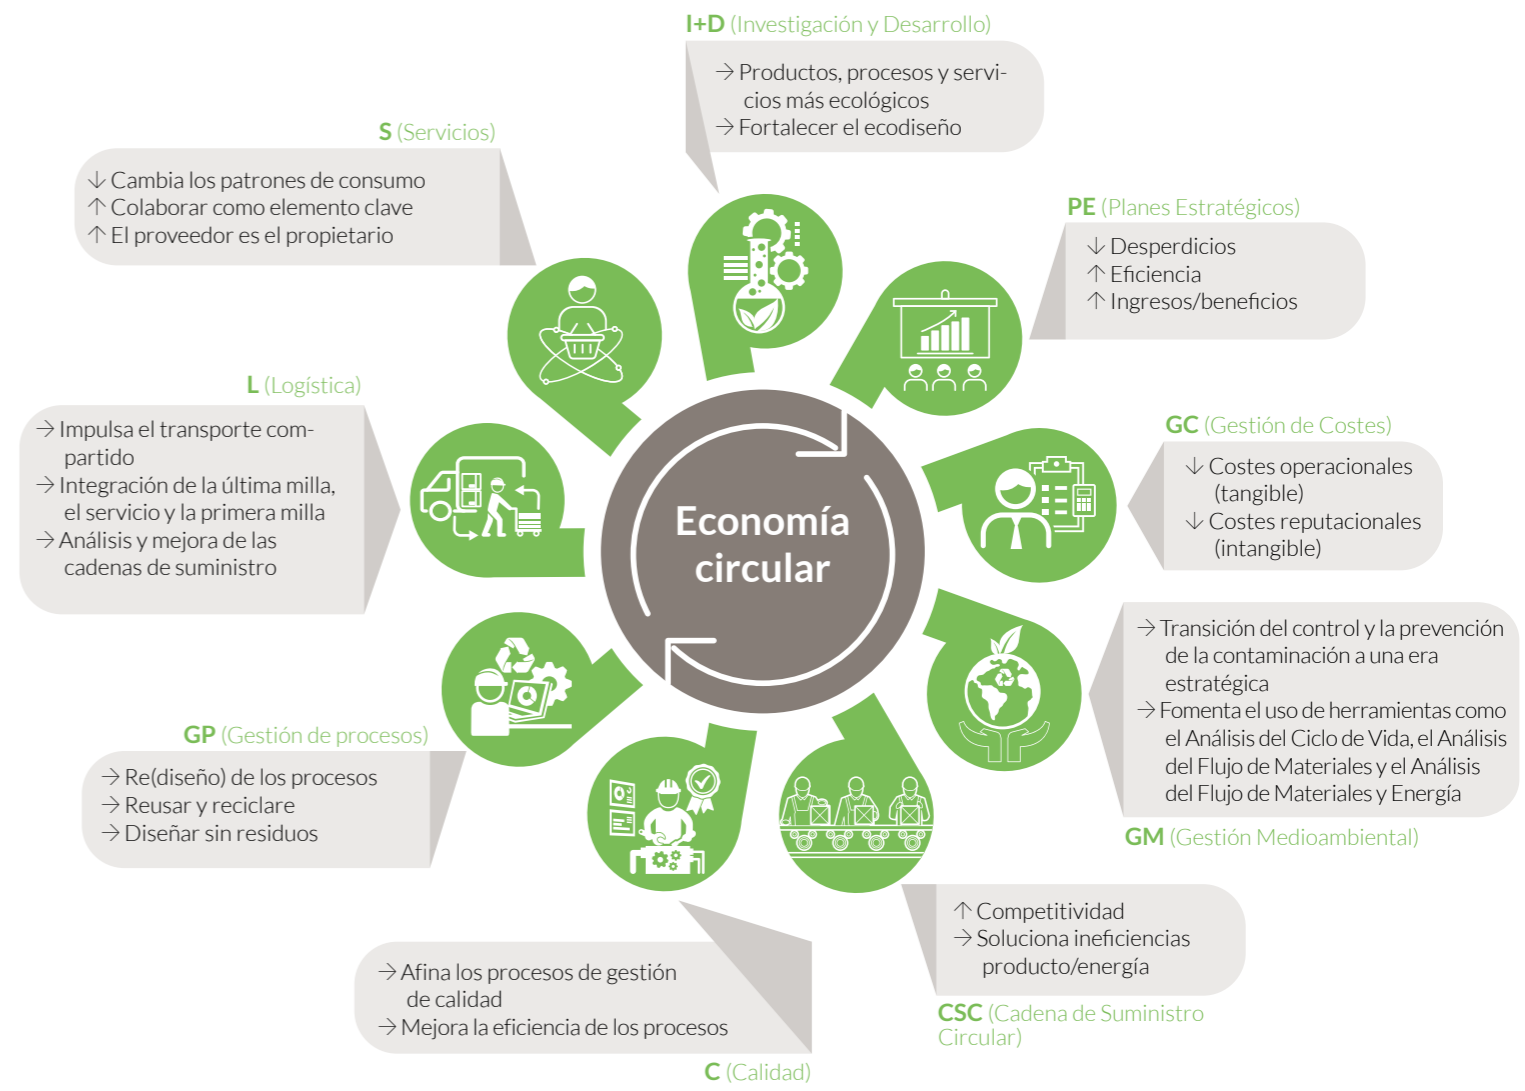 I+D (Investigación y Desarrollo)
→ Productos, procesos y servi-
cios más ecológicos
→ Fortalecer el ecodiseño
S (Servicios)
↓ Cambia los patrones de consumo
↑ Colaborar como elemento clave
↑ El proveedor es el propietario
PE (Planes Estratégicos)
↓ Desperdicios
↑ Eficiencia
↑ Ingresos/beneficios
L (Logística)
→ Impulsa el transporte com-
partido
→ Integración de la última milla,
el servicio y la primera milla
→ Análisis y mejora de las
cadenas de suministro
GC (Gestión de Costes)
↓ Costes operacionales
(tangible)
↓ Costes reputacionales
(intangible)
Economía
circular
→ Transición del control y la prevención
de la contaminación a una era
estratégica
→ Fomenta el uso de herramientas como
el Análisis del Ciclo de Vida, el Análisis
del Flujo de Materiales y el Análisis
del Flujo de Materiales y Energía
GM (Gestión Medioambiental)
GP (Gestión de procesos)
→ Re(diseño) de los procesos
→ Reusar y reciclare
→ Diseñar sin residuos
↑ Competitividad
→ Soluciona ineficiencias
producto/energía
CSC (Cadena de Suministro
Circular)
→ Afina los procesos de gestión
de calidad
→ Mejora la eficiencia de los procesos
C (Calidad)